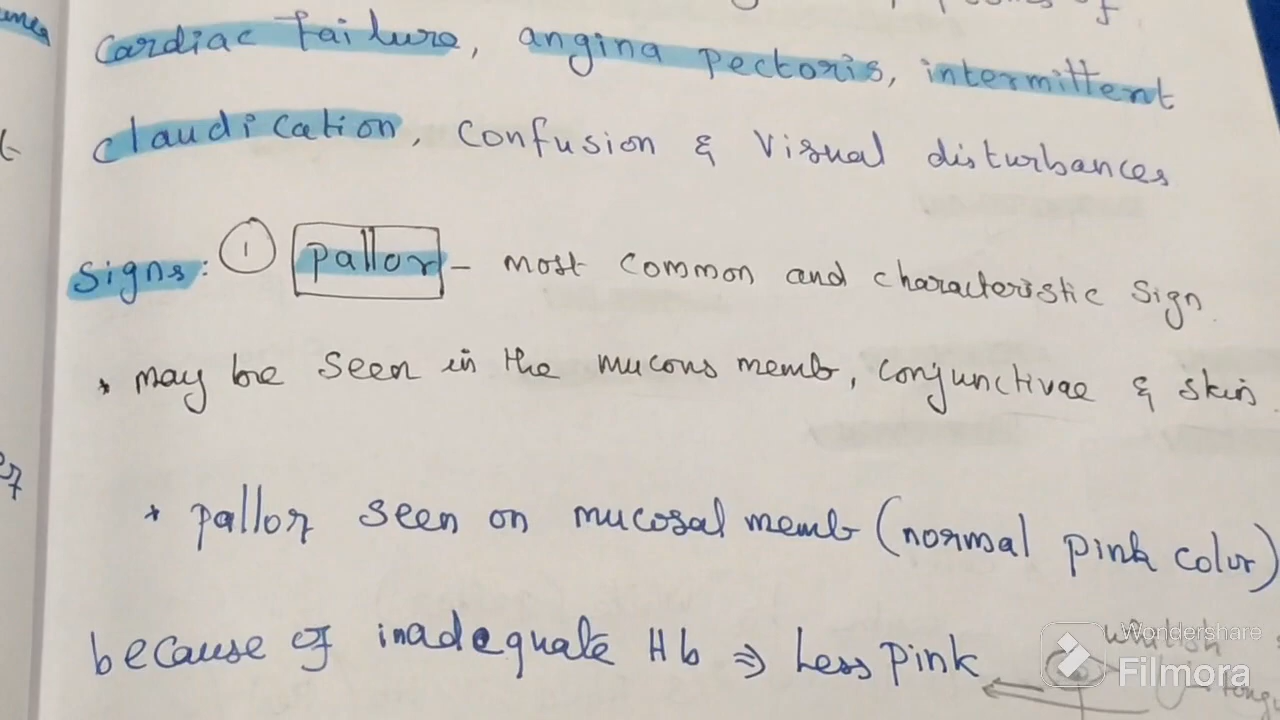 cardiac failure, angina pectoris, intermittent
claudication, confusion & visual disturbances
Signs: ① pallor - most common and characteristic sign
* may be seen in the mucous memb, conjunctivae & skin
* pallor seen on mucosal memb (normal pink color)
because of inadequate Hb ⇒ Less pink
whitish
Wondershare
Filmora